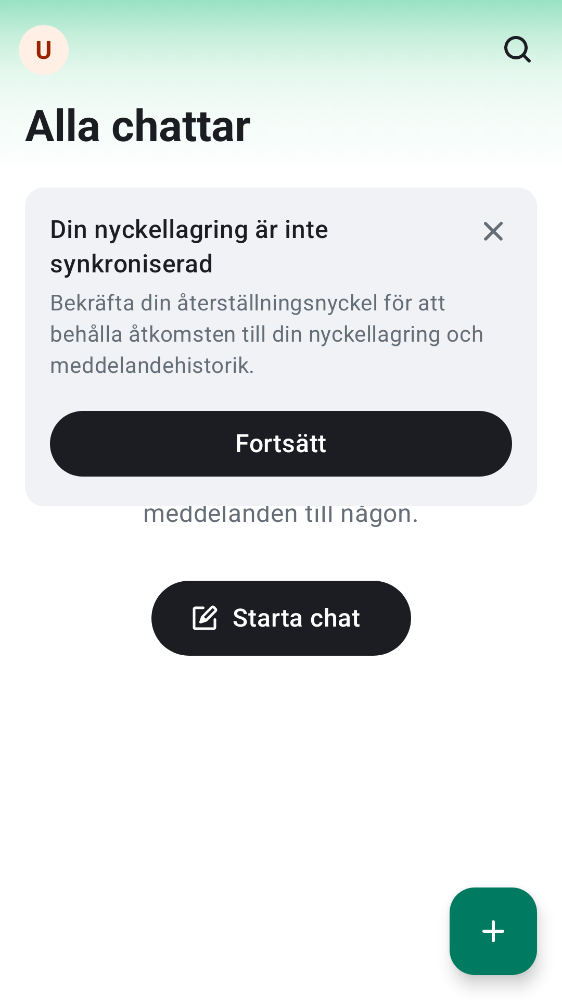 U
Alla chattar
Din nyckellagring är inte
synkroniserad
Bekräfta din återställningsnyckel för att
behålla åtkomsten till din nyckellagring och
meddelandehistorik.
Fortsätt
meddelanden till någon.
Starta chat